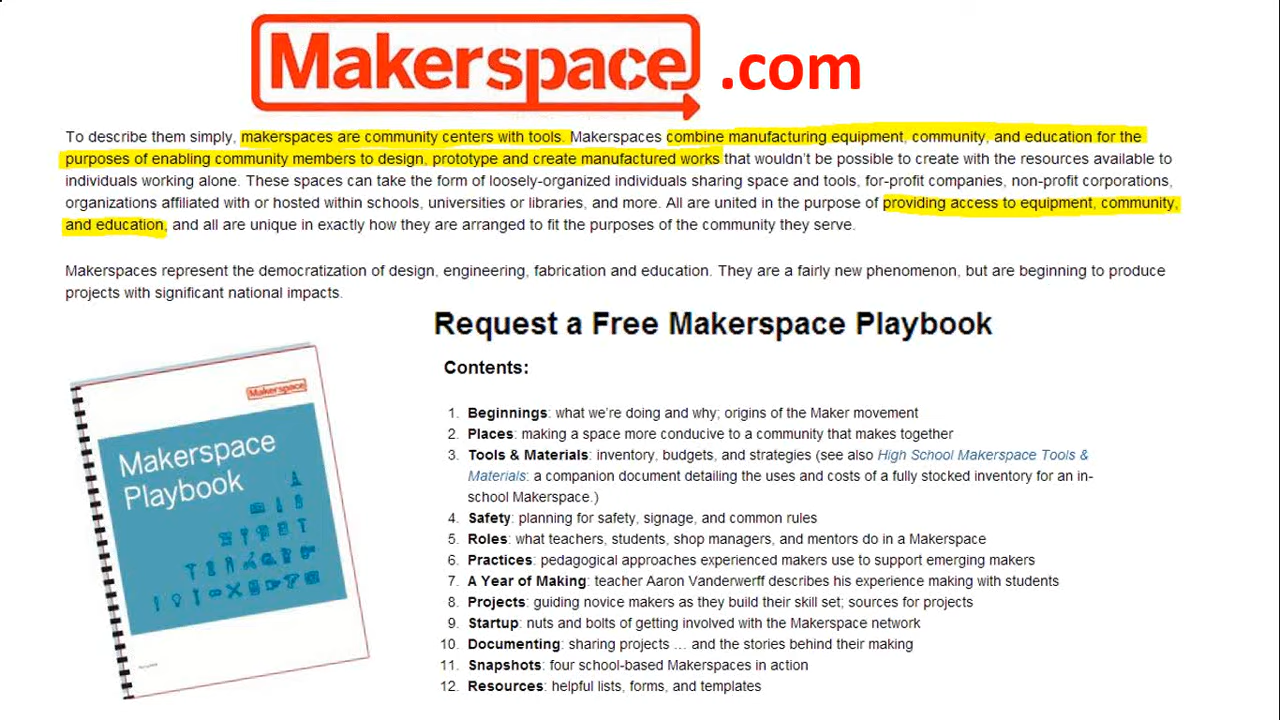 Makerspace .com
To describe them simply, makerspaces are community centers with tools. Makerspaces combine manufacturing equipment, community, and education for the
purposes of enabling community members to design, prototype and create manufactured works that wouldn't be possible to create with the resources available to
individuals working alone. These spaces can take the form of loosely-organized individuals sharing space and tools, for-profit companies, non-profit corporations,
organizations affiliated with or hosted within schools, universities or libraries, and more. All are united in the purpose of providing access to equipment, community,
and education, and all are unique in exactly how they are arranged to fit the purposes of the community they serve.
Makerspaces represent the democratization of design, engineering, fabrication and education. They are a fairly new phenomenon, but are beginning to produce
projects with significant national impacts.
Makerspace
Makerspace
Playbook
Request a Free Makerspace Playbook
Contents:
1. Beginnings: what we're doing and why; origins of the Maker movement
2. Places: making a space more conducive to a community that makes together
3. Tools & Materials: inventory, budgets, and strategies (see also High School Makerspace Tools &
Materials: a companion document detailing the uses and costs of a fully stocked inventory for an in-
school Makerspace.)
4. Safety: planning for safety, signage, and common rules
5. Roles: what teachers, students, shop managers, and mentors do in a Makerspace
6. Practices: pedagogical approaches experienced makers use to support emerging makers
7. A Year of Making: teacher Aaron Vanderwerff describes his experience making with students
8. Projects: guiding novice makers as they build their skill set; sources for projects
9. Startup: nuts and bolts of getting involved with the Makerspace network
10. Documenting: sharing projects … and the stories behind their making
11. Snapshots: four school-based Makerspaces in action
12. Resources: helpful lists, forms, and templates